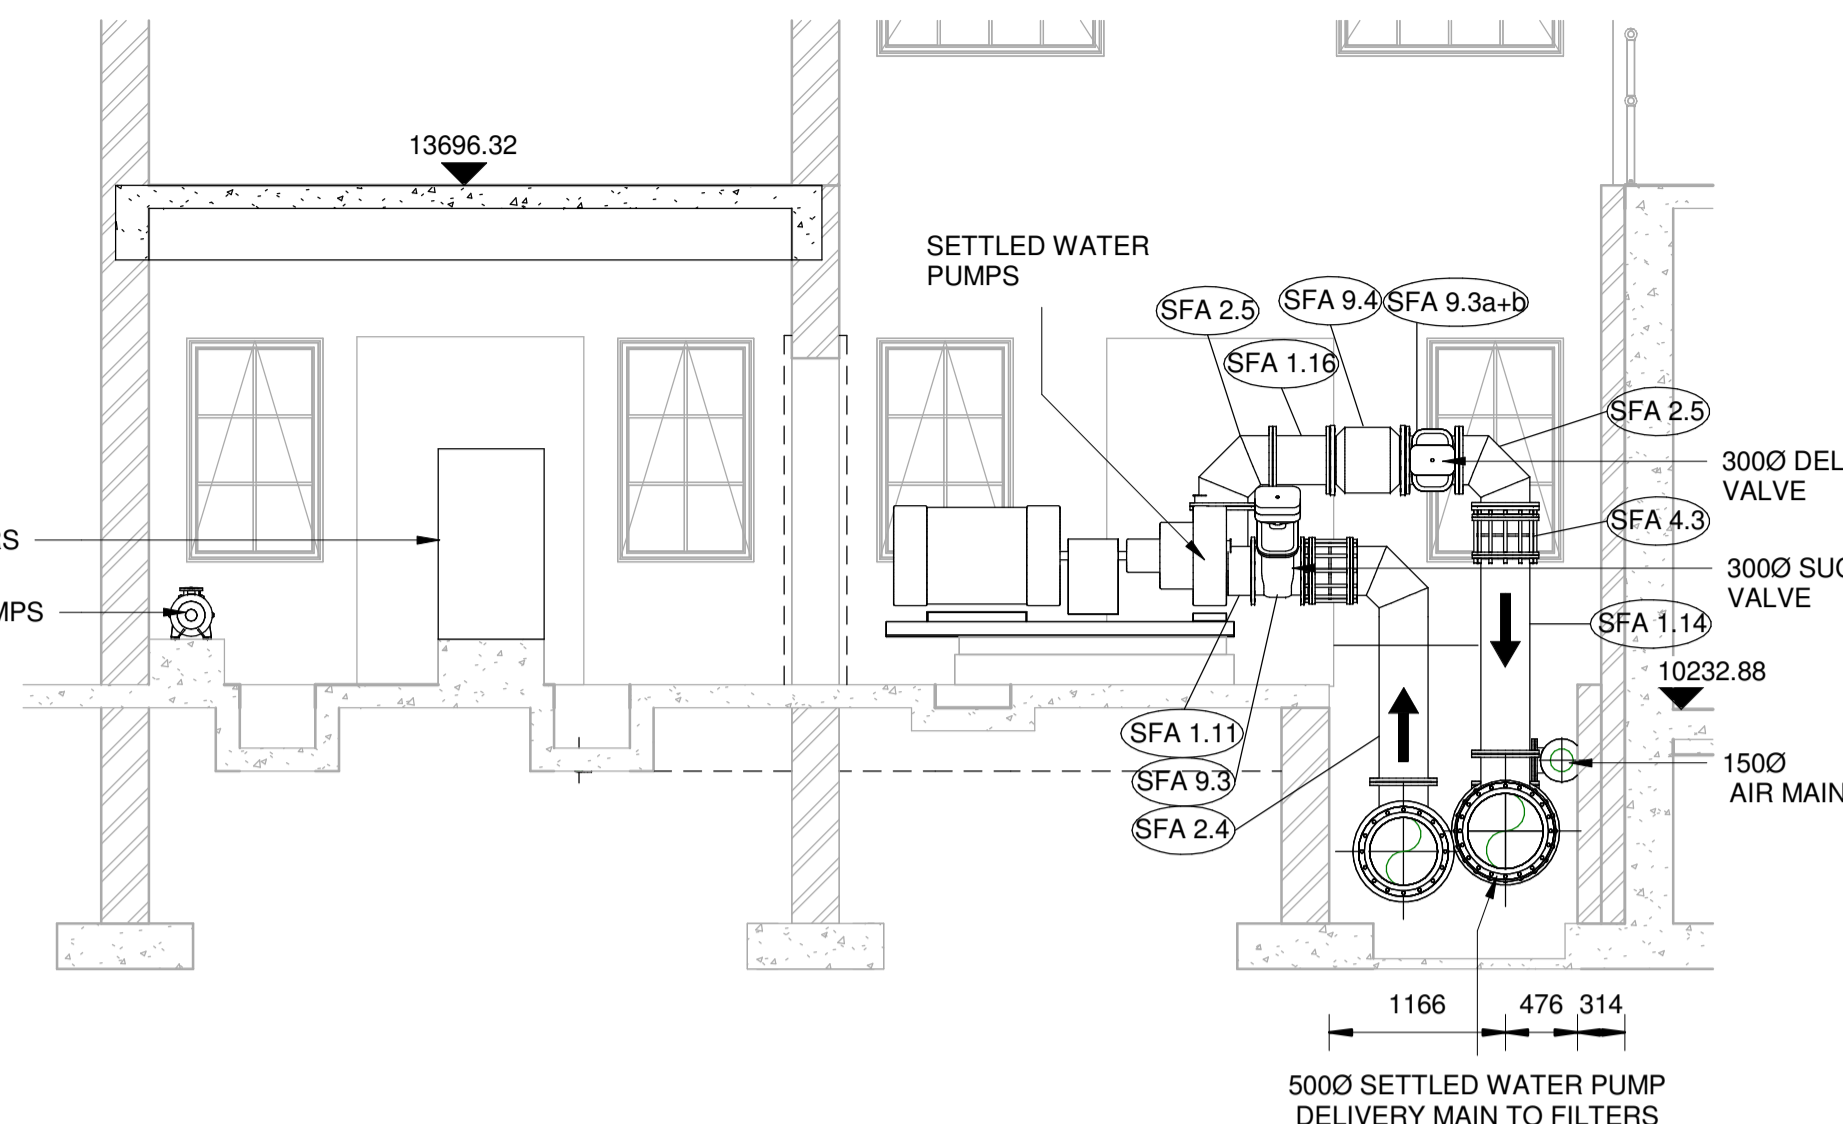 13696.32
SETTLED WATER
PUMPS
SFA 2.5
SFA 9.4
SFA 9.3a+b
SFA 1.16
SFA 2.5
300Ø DEL
VALVE
SFA 4.3
RS
300Ø SUC
VALVE
MPS
SFA 1.14
10232.88
SFA 1.11
SFA 9.3
SFA 2.4
150Ø
AIR MAIN
1166
476
314
500Ø SETTLED WATER PUMP
DELIVERY MAIN TO FILTERS